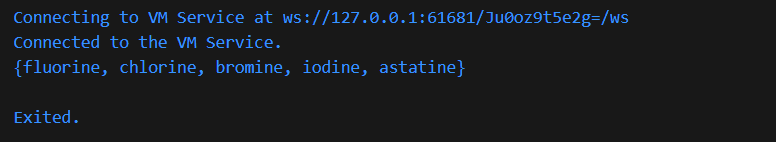 Connecting to VM Service at ws://127.0.0.1:61681/Ju0oz9t5e2g=/ws
Connected to the VM Service.
{fluorine, chlorine, bromine, iodine, astatine}
Exited.